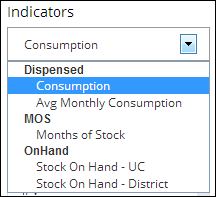 Indicators
Consumption
Dispensed
Consumption
Avg Monthly Consumption
MOS
Months of Stock
OnHand
Stock On Hand - UC
Stock On Hand - District